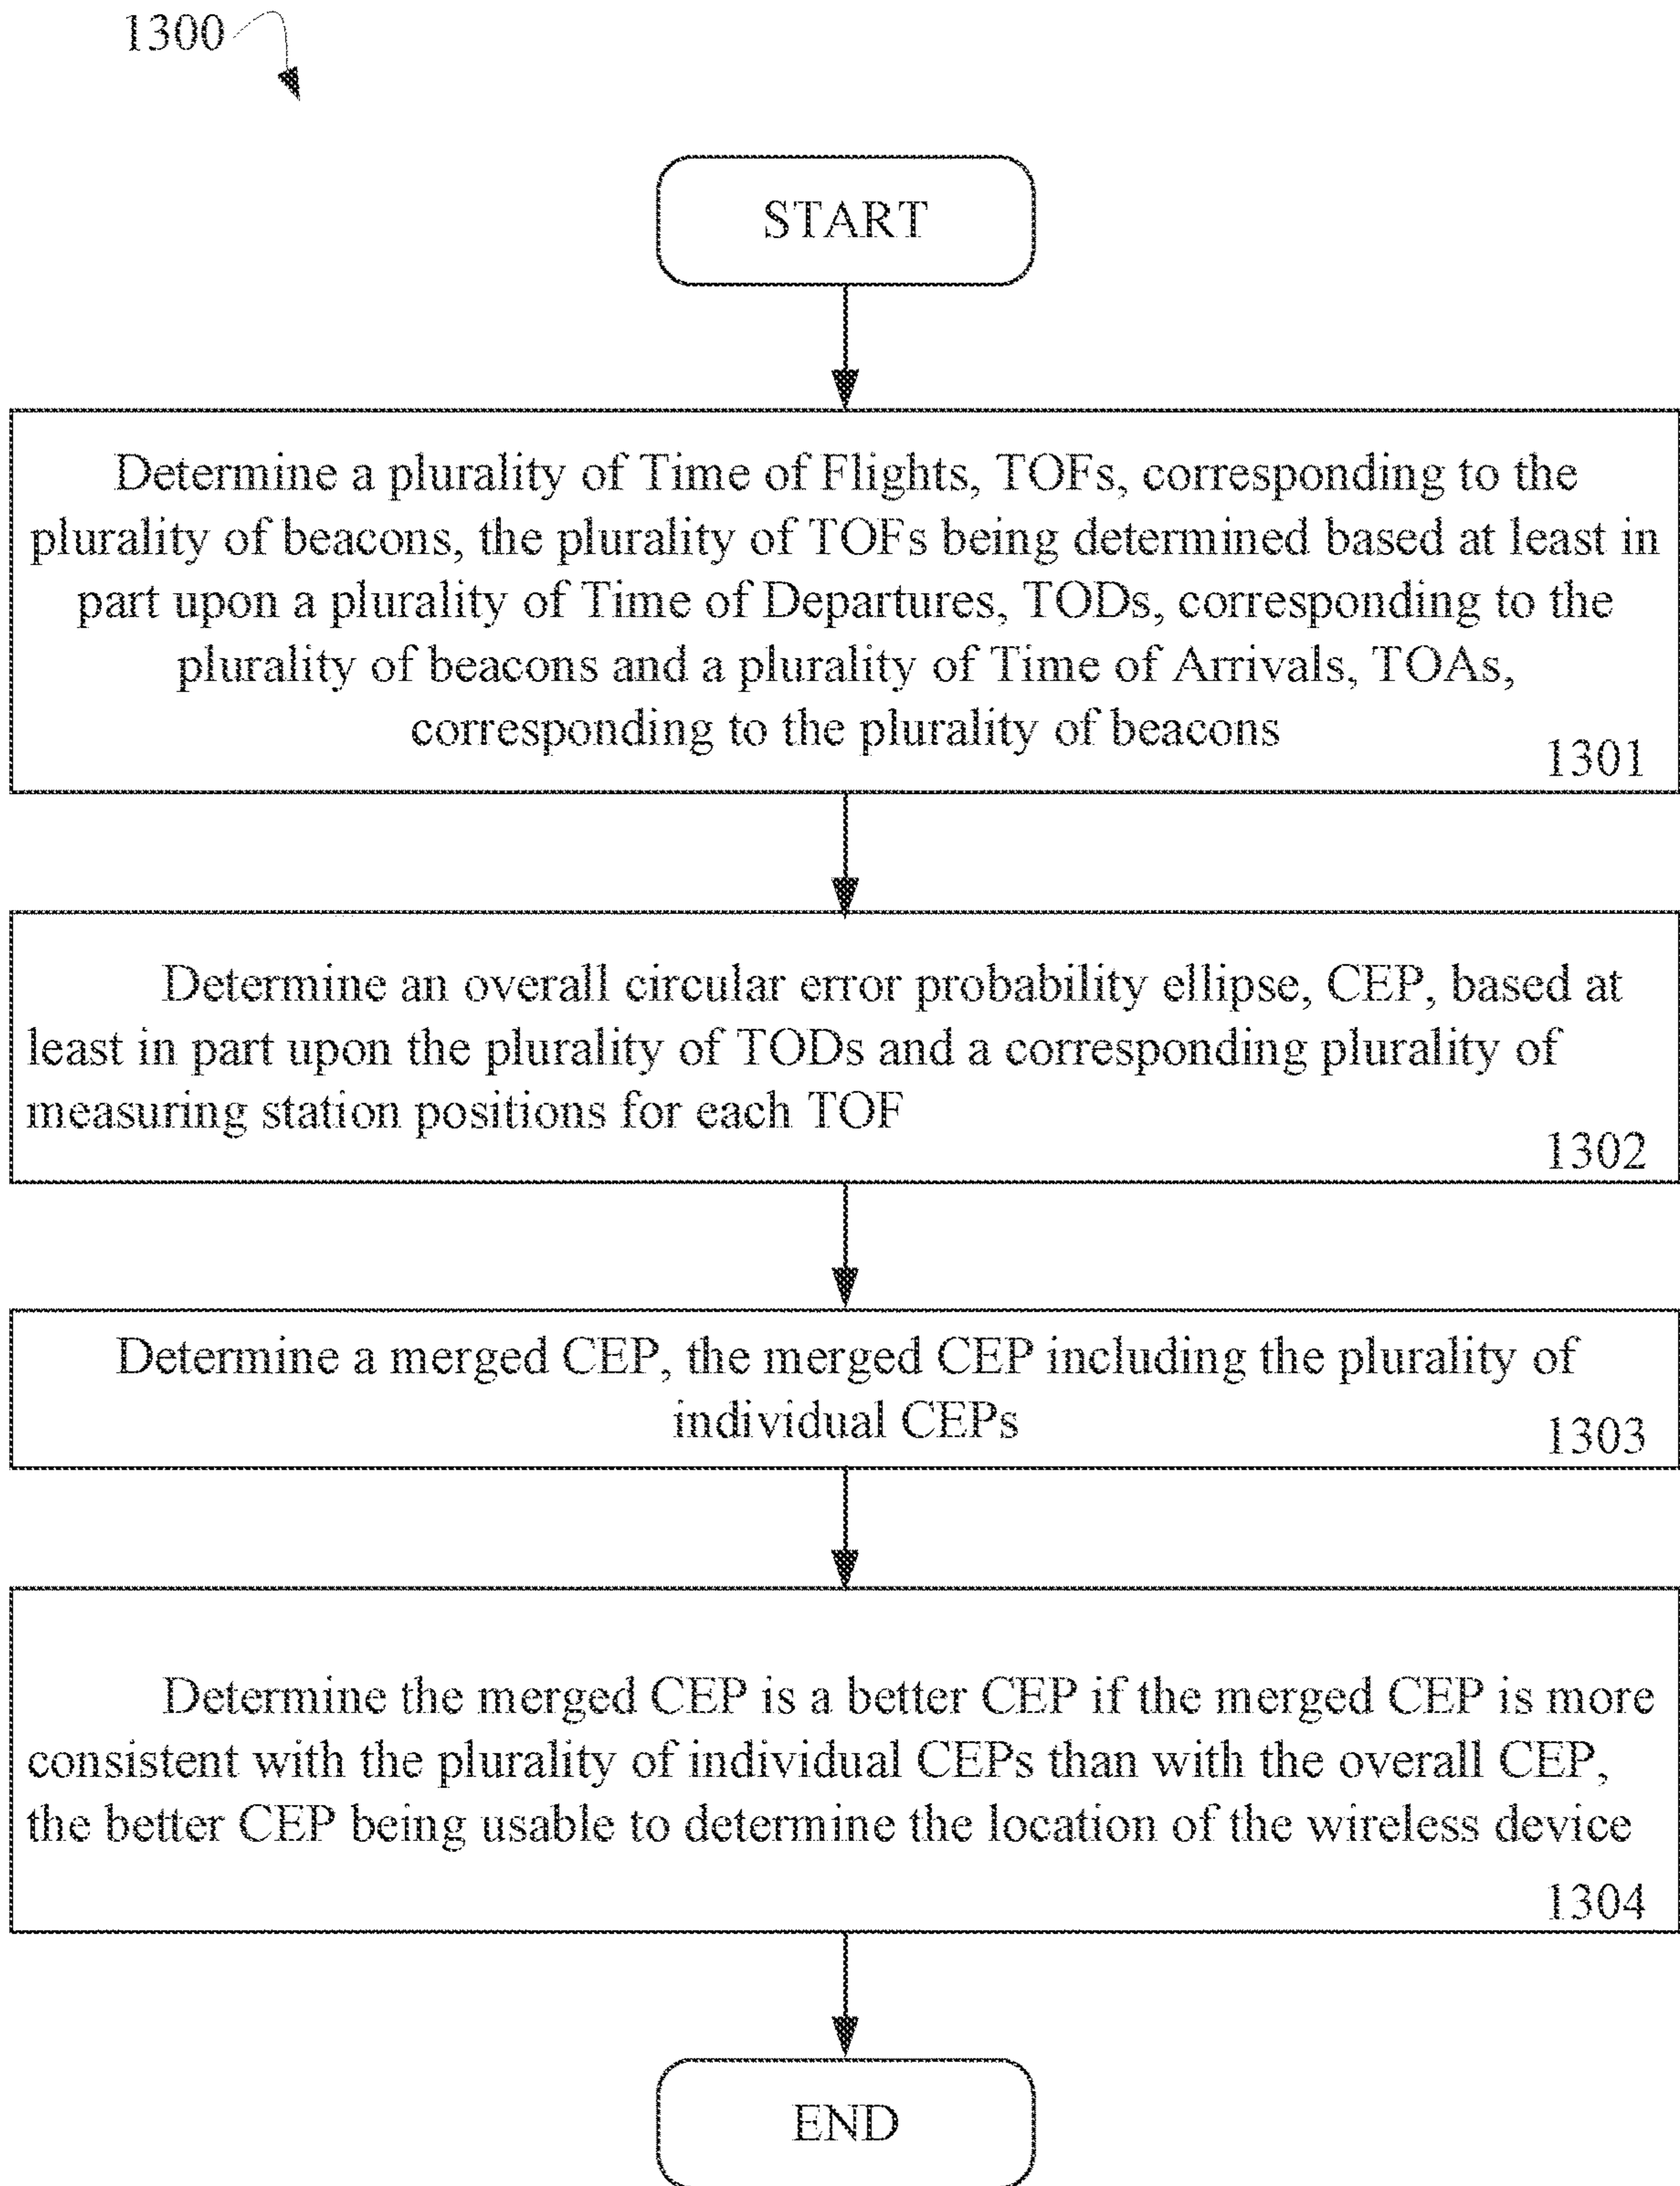 1300
START
Determine a plurality of Time of Flights, TOFs, corresponding to the
plurality of beacons, the plurality of TOFs being determined based at least in
part upon a plurality of Time of Departures, TODs, corresponding to the
plurality of beacons and a plurality of Time of Arrivals, TOAs,
corresponding to the plurality of beacons
1301
Determine an overall circular error probability ellipse, CEP, based at
least in part upon the plurality of TODs and a corresponding plurality of
measuring station positions for each TOF
1302
Determine a merged CEP, the merged CEP including the plurality of
individual CEPs
1303
Determine the merged CEP is a better CEP if the merged CEP is more
consistent with the plurality of individual CEPs than with the overall CEP,
the better CEP being usable to determine the location of the wireless device
1304
END